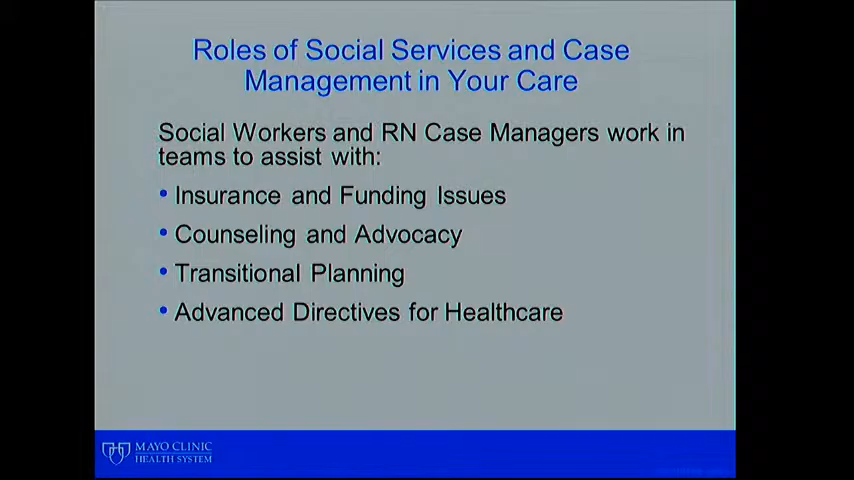 Roles of Social Services and Case
Management in Your Care
Social Workers and RN Case Managers work in
teams to assist with:
• Insurance and Funding Issues
• Counseling and Advocacy
• Transitional Planning
• Advanced Directives for Healthcare
MAYO CLINIC
HEALTH SYSTEM